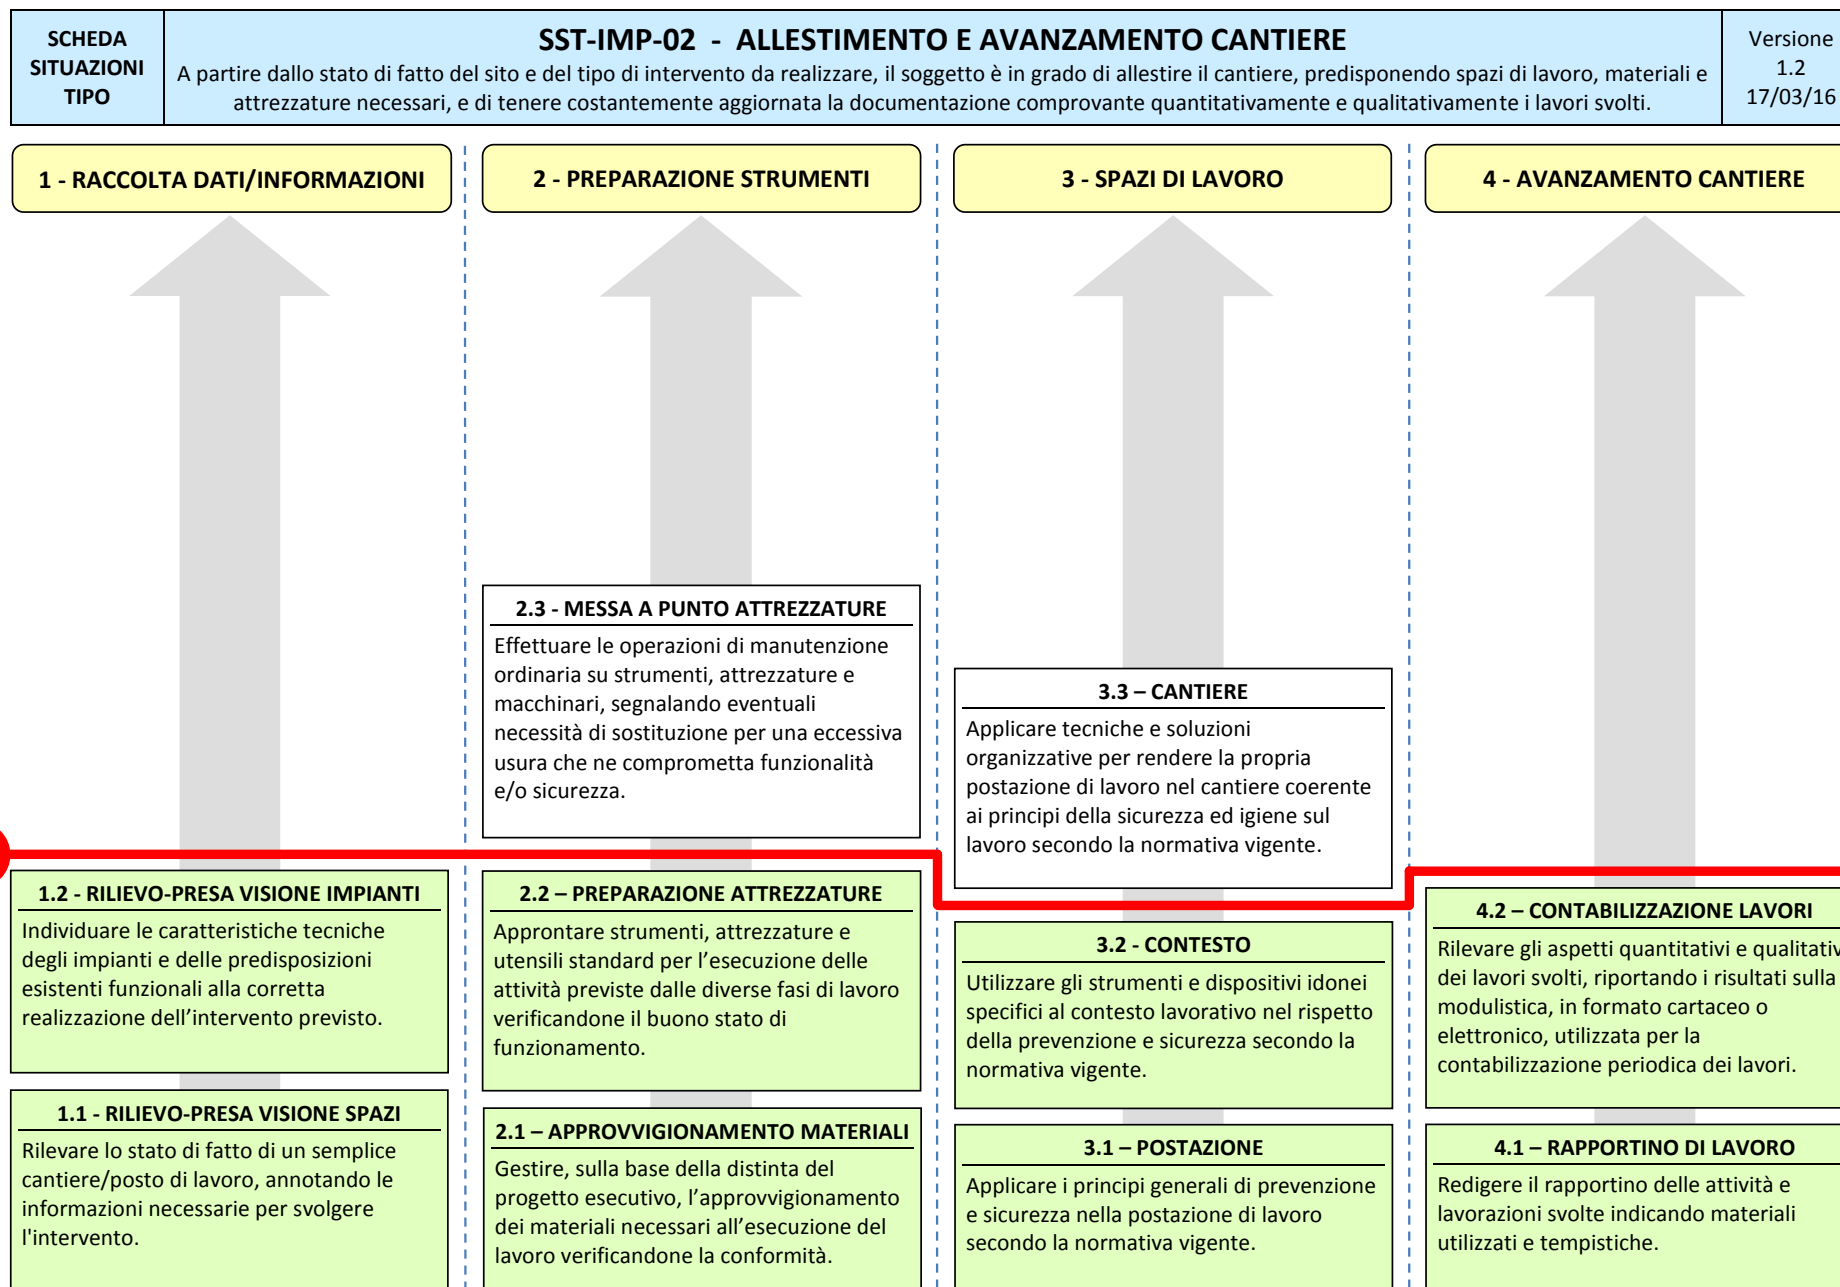 SCHEDA
SITUAZIONI
TIPO
SST-IMP-02 - ALLESTIMENTO E AVANZAMENTO CANTIERE
A partire dallo stato di fatto del sito e del tipo di intervento da realizzare, il soggetto è in grado di allestire il cantiere, predisponendo spazi di lavoro, materiali e
attrezzature necessari, e di tenere costantemente aggiornata la documentazione comprovante quantitativamente e qualitativamente i lavori svolti.
Versione
1.2
17/03/16
1 - RACCOLTA DATI/INFORMAZIONI
2 - PREPARAZIONE STRUMENTI
3 - SPAZI DI LAVORO
4 - AVANZAMENTO CANTIERE
2.3 - MESSA A PUNTO ATTREZZATURE
Effettuare le operazioni di manutenzione
ordinaria su strumenti, attrezzature e
macchinari, segnalando eventuali
necessità di sostituzione per una eccessiva
usura che ne comprometta funzionalità
e/o sicurezza.
3.3 – CANTIERE
Applicare tecniche e soluzioni
organizzative per rendere la propria
postazione di lavoro nel cantiere coerente
ai principi della sicurezza ed igiene sul
lavoro secondo la normativa vigente.
1.2 - RILIEVO-PRESA VISIONE IMPIANTI
Individuare le caratteristiche tecniche
degli impianti e delle predisposizioni
esistenti funzionali alla corretta
realizzazione dell'intervento previsto.
2.2 – PREPARAZIONE ATTREZZATURE
Approntare strumenti, attrezzature e
utensili standard per l'esecuzione delle
attività previste dalle diverse fasi di lavoro
verificandone il buono stato di
funzionamento.
3.2 - CONTESTO
Utilizzare gli strumenti e dispositivi idonei
specifici al contesto lavorativo nel rispetto
della prevenzione e sicurezza secondo la
normativa vigente.
4.2 – CONTABILIZZAZIONE LAVORI
Rilevare gli aspetti quantitativi e qualitativ
dei lavori svolti, riportando i risultati sulla
modulistica, in formato cartaceo o
elettronico, utilizzata per la
contabilizzazione periodica dei lavori.
1.1 - RILIEVO-PRESA VISIONE SPAZI
Rilevare lo stato di fatto di un semplice
cantiere/posto di lavoro, annotando le
informazioni necessarie per svolgere
l'intervento.
2.1 – APPROVVIGIONAMENTO MATERIALI
Gestire, sulla base della distinta del
progetto esecutivo, l'approvvigionamento
dei materiali necessari all'esecuzione del
lavoro verificandone la conformità.
3.1 – POSTAZIONE
Applicare i principi generali di prevenzione
e sicurezza nella postazione di lavoro
secondo la normativa vigente.
4.1 – RAPPORTINO DI LAVORO
Redigere il rapportino delle attività e
lavorazioni svolte indicando materiali
utilizzati e tempistiche.